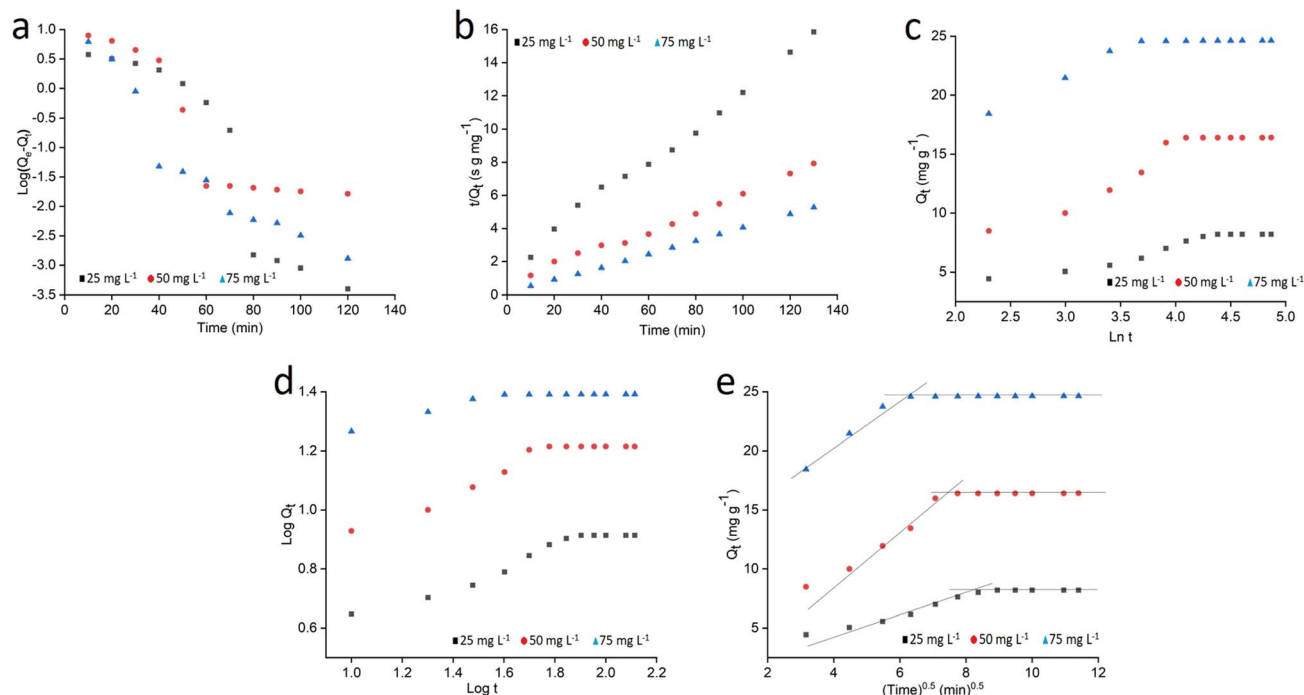 a
Log(Qe-Qt)
1.0
0.5
0.0
-0.5
-1.0
-1.5
-2.0
-2.5
-3.0
-3.5
25 mg L-1 50 mg L-1 75 mg L-1
0 20 40 60 80 100 120 140
Time (min)
b
t/Qt (s g mg-1)
16
14
12
10
8
6
4
2
0
25 mg L-1 50 mg L-1 75 mg L-1
0 20 40 60 80 100 120 140
Time (min)
c
Qt (mg g-1)
25
20
15
10
5
25 mg L-1 50 mg L-1 75 mg L-1
2.0 2.5 3.0 3.5 4.0 4.5 5.0
Ln t
d
Log Qt
1.4
1.2
1.0
0.8
0.6
25 mg L-1 50 mg L-1 75 mg L-1
1.0 1.2 1.4 1.6 1.8 2.0 2.2
Log t
e
Qt (mg g-1)
25
20
15
10
5
25 mg L-1 50 mg L-1 75 mg L-1
2 4 6 8 10 12
(Time)0.5 (min)0.5